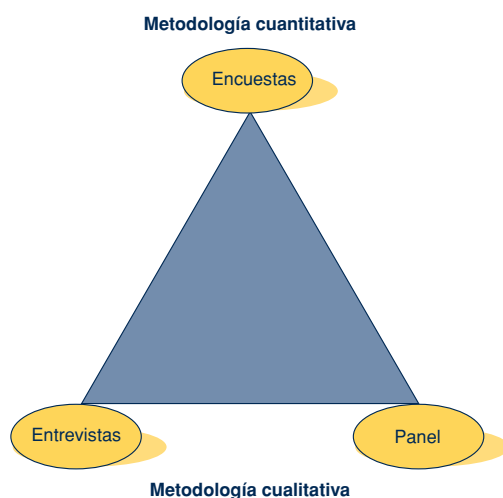 Metodología cuantitativa
Encuestas
Entrevistas
Panel
Metodología cualitativa